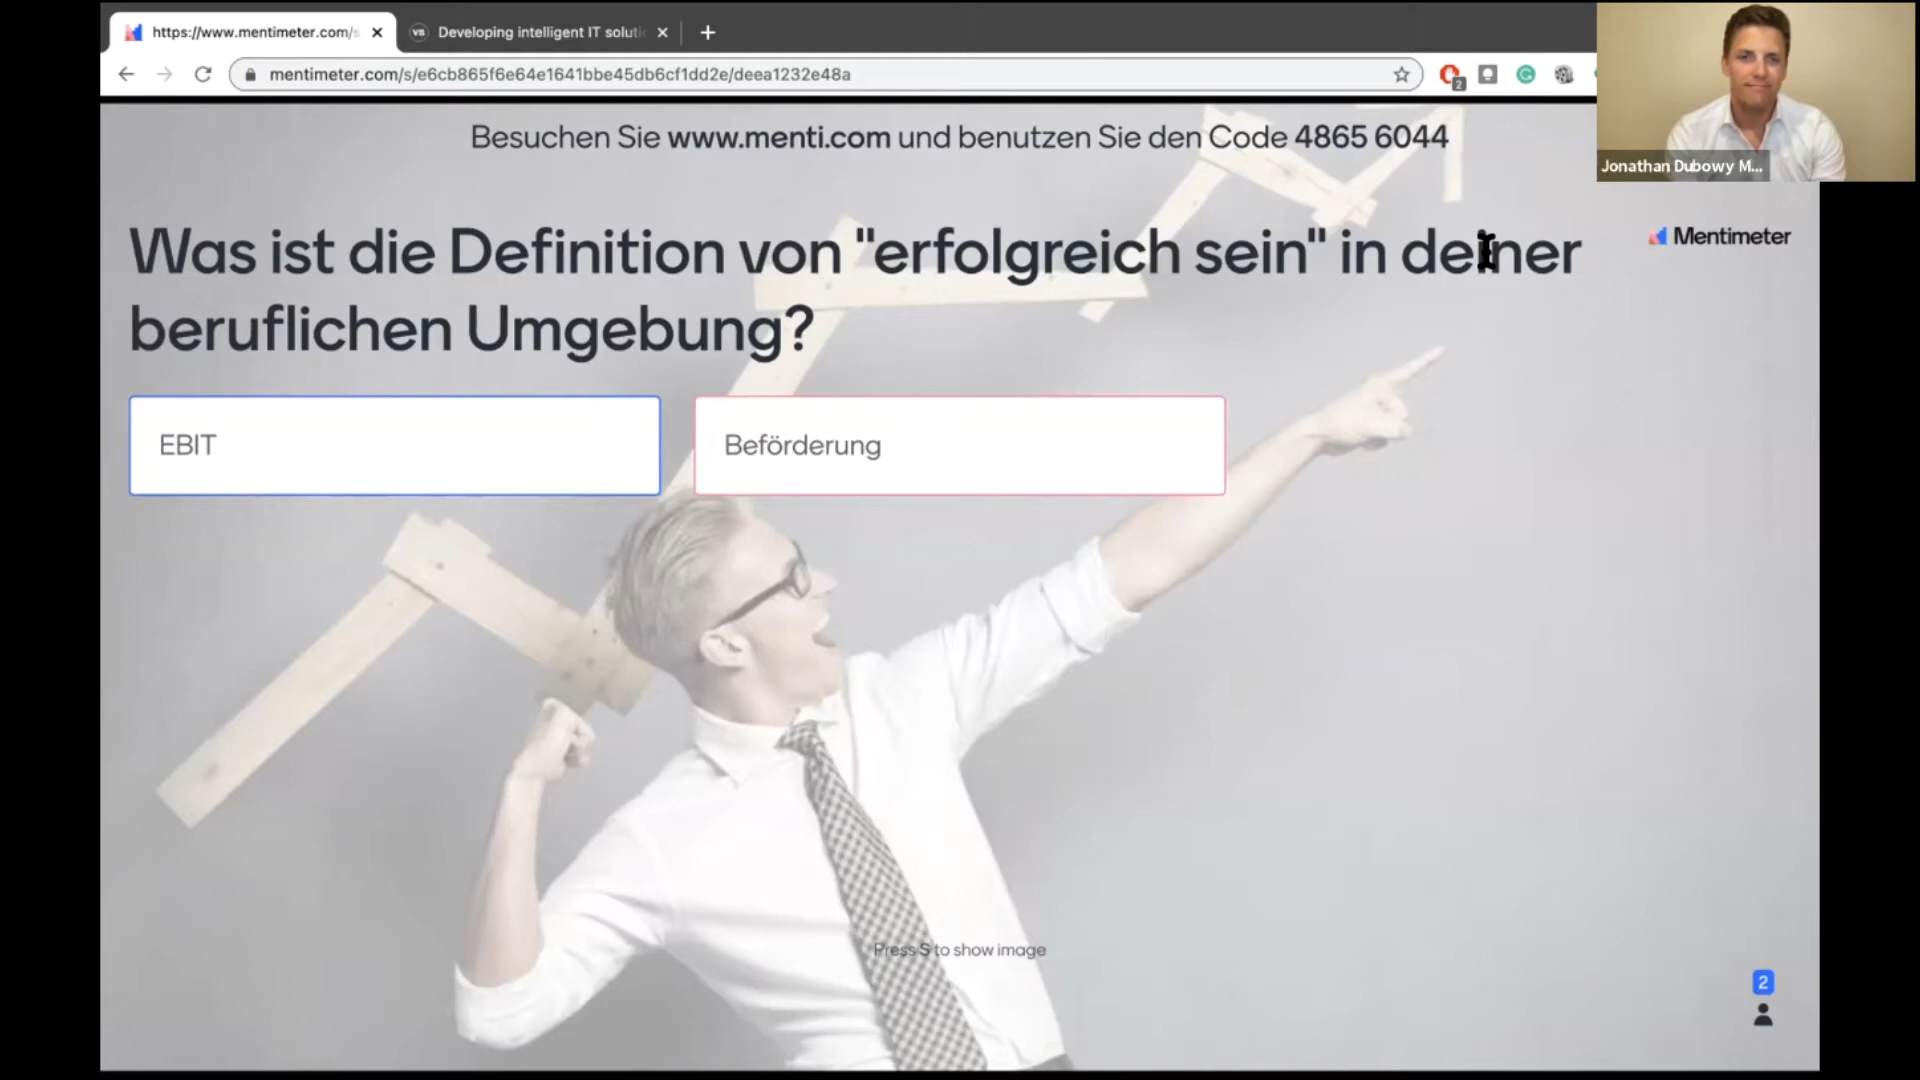 https://www.mentimeter.com/s
Developing intelligent IT soluti
mentimeter.com/s/e6cb865f6e64e1641bbe45db6cf1dd2e/deea1232e48a
2
Jonathan Dubowy M...
Besuchen Sie www.menti.com und benutzen Sie den Code 4865 6044
Mentimeter
Was ist die Definition von "erfolgreich sein" in deiner
beruflichen Umgebung?
EBIT
Beförderung
Press S to show image
2